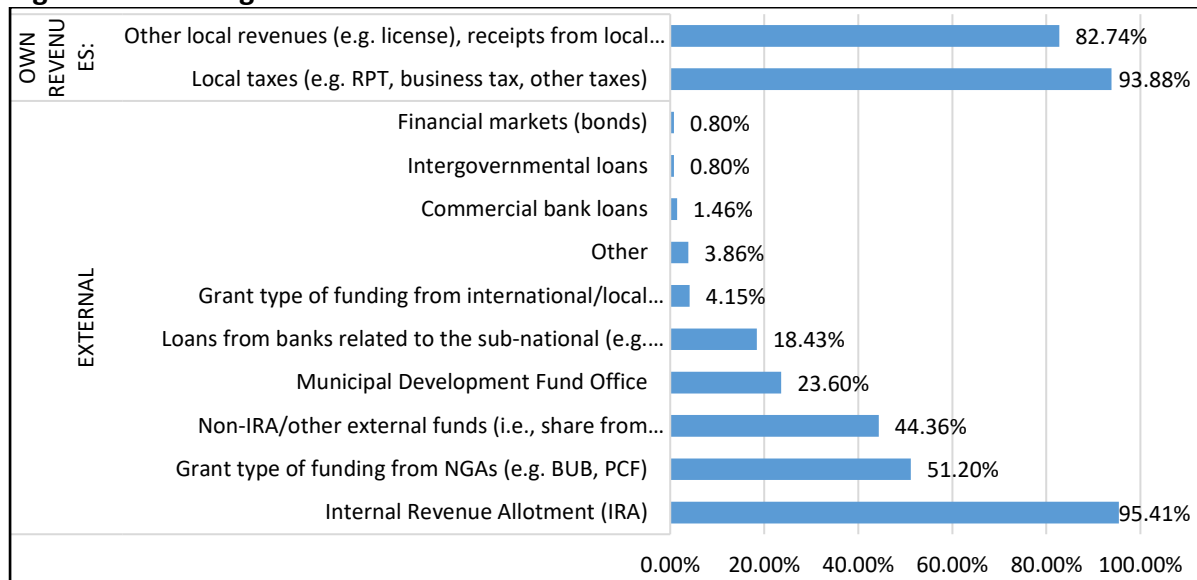 OWN
REVENU
ES:
Other local revenues (e.g. license), receipts from local...
82.74%
Local taxes (e.g. RPT, business tax, other taxes)
93.88%
EXTERNAL
Financial markets (bonds)
0.80%
Intergovernmental loans
0.80%
Commercial bank loans
1.46%
Other
3.86%
Grant type of funding from international/local...
4.15%
Loans from banks related to the sub-national (e.g....
18.43%
Municipal Development Fund Office
23.60%
Non-IRA/other external funds (i.e., share from...
44.36%
Grant type of funding from NGAs (e.g. BUB, PCF)
51.20%
Internal Revenue Allotment (IRA)
95.41%
0.00% 20.00% 40.00% 60.00% 80.00% 100.00%